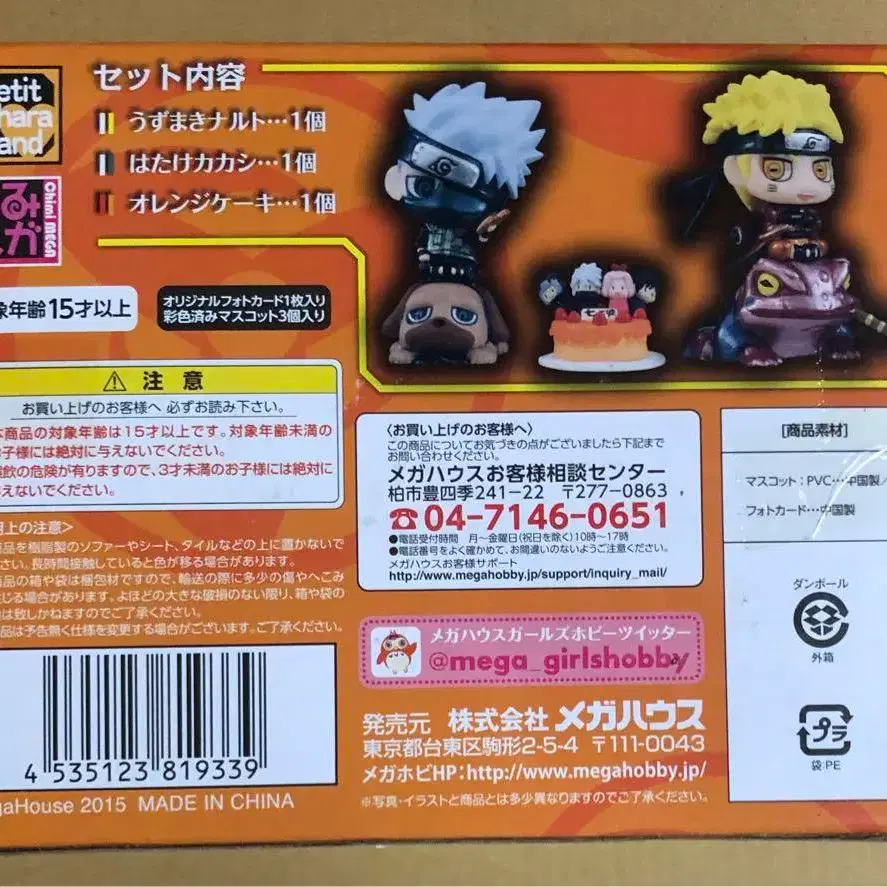 etit
hara
and
セット内容
うずまきナルト…1個
はたけカカシ…1個
オレンジケーキ…1個
るみ
Chimi MEGA
ガ
象年齢15才以上
オリジナルフォトカード1枚入り
彩色済みマスコット3個入り
⚠ 注意
お買い上げのお客様へ 必ずお読み下さい。
本商品の対象年齢は15才以上です。対象年齢未満の
お子様には絶対に与えないでください。
飲の危険が有りますので、3才未満のお子様には絶対に
えないでください。
用上の注意>
商品を樹脂製のソファーやシート、タイルなどの上に置かないで
さい。長時間接触していると色が移る場合があります。
商品の箱や袋は梱包材ですので、輸送の際に多少の傷やへこみ
生じる場合があります。よほどの大きな破損のない限り、箱や袋の
は致しかねますのでご了承ください。
品は予告無く仕様を変更する場合がございます。ご了承ください。
4 535123 819339
egaHouse 2015 MADE IN CHINA
〈お買い上げのお客様へ〉
この商品についてお気づきの点がございましたら下記まで
お問い合わせください。
メガハウスお客様相談センター
柏市豊四季241-22 〒277-0863
☎04-7146-0651
●電話受付時間 月～金曜日(祝日を除く)10時～17時
●電話番号をよく確かめて、お間違いのないようご注意ください。
メガハウスお客様サポート
http://www.megahobby.jp/support/inquiry_mail/
メガハウスガールズホビーツイッター
@mega_girlshobby
発売元 株式会社 メガハウス
東京都台東区駒形2-5-4 〒111-0043
メガホビHP:http://www.megahobby.jp/
※写真・イラストと商品とは多少異なりますのでご了承ください。
[商品素材]
マスコット：PVC…中国製/
フォトカード…中国製
ダンボール
外箱
プラ
袋:PE